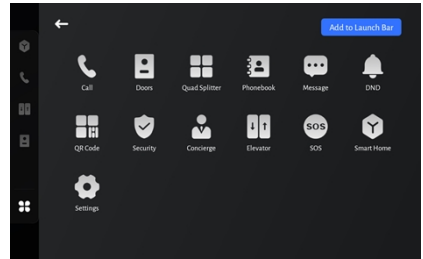 Add to Launch Bar
Call
Doors
Quad Splitter
Phonebook
Message
DND
QR Code
Security
Concierge
Elevator
SOS
SOS
Smart Home
Settings